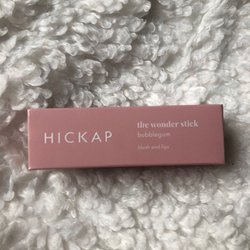 HICKAP
the wonder stick
bubblegum
blush and lips